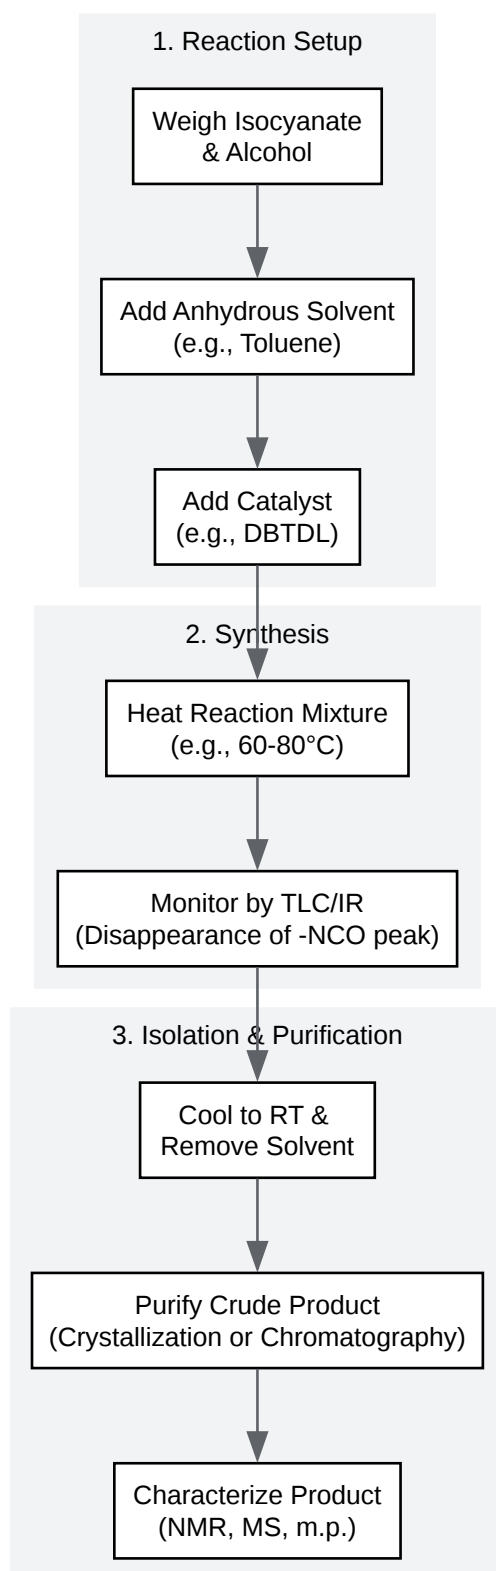 1. Reaction Setup
Weigh Isocyanate
& Alcohol
Add Anhydrous Solvent
(e.g., Toluene)
Add Catalyst
(e.g., DBTDL)
2. Synthesis
Heat Reaction Mixture
(e.g., 60-80°C)
Monitor by TLC/IR
(Disappearance of -NCO peak)
3. Isolation & Purification
Cool to RT &
Remove Solvent
Purify Crude Product
(Crystallization or Chromatography)
Characterize Product
(NMR, MS, m.p.)